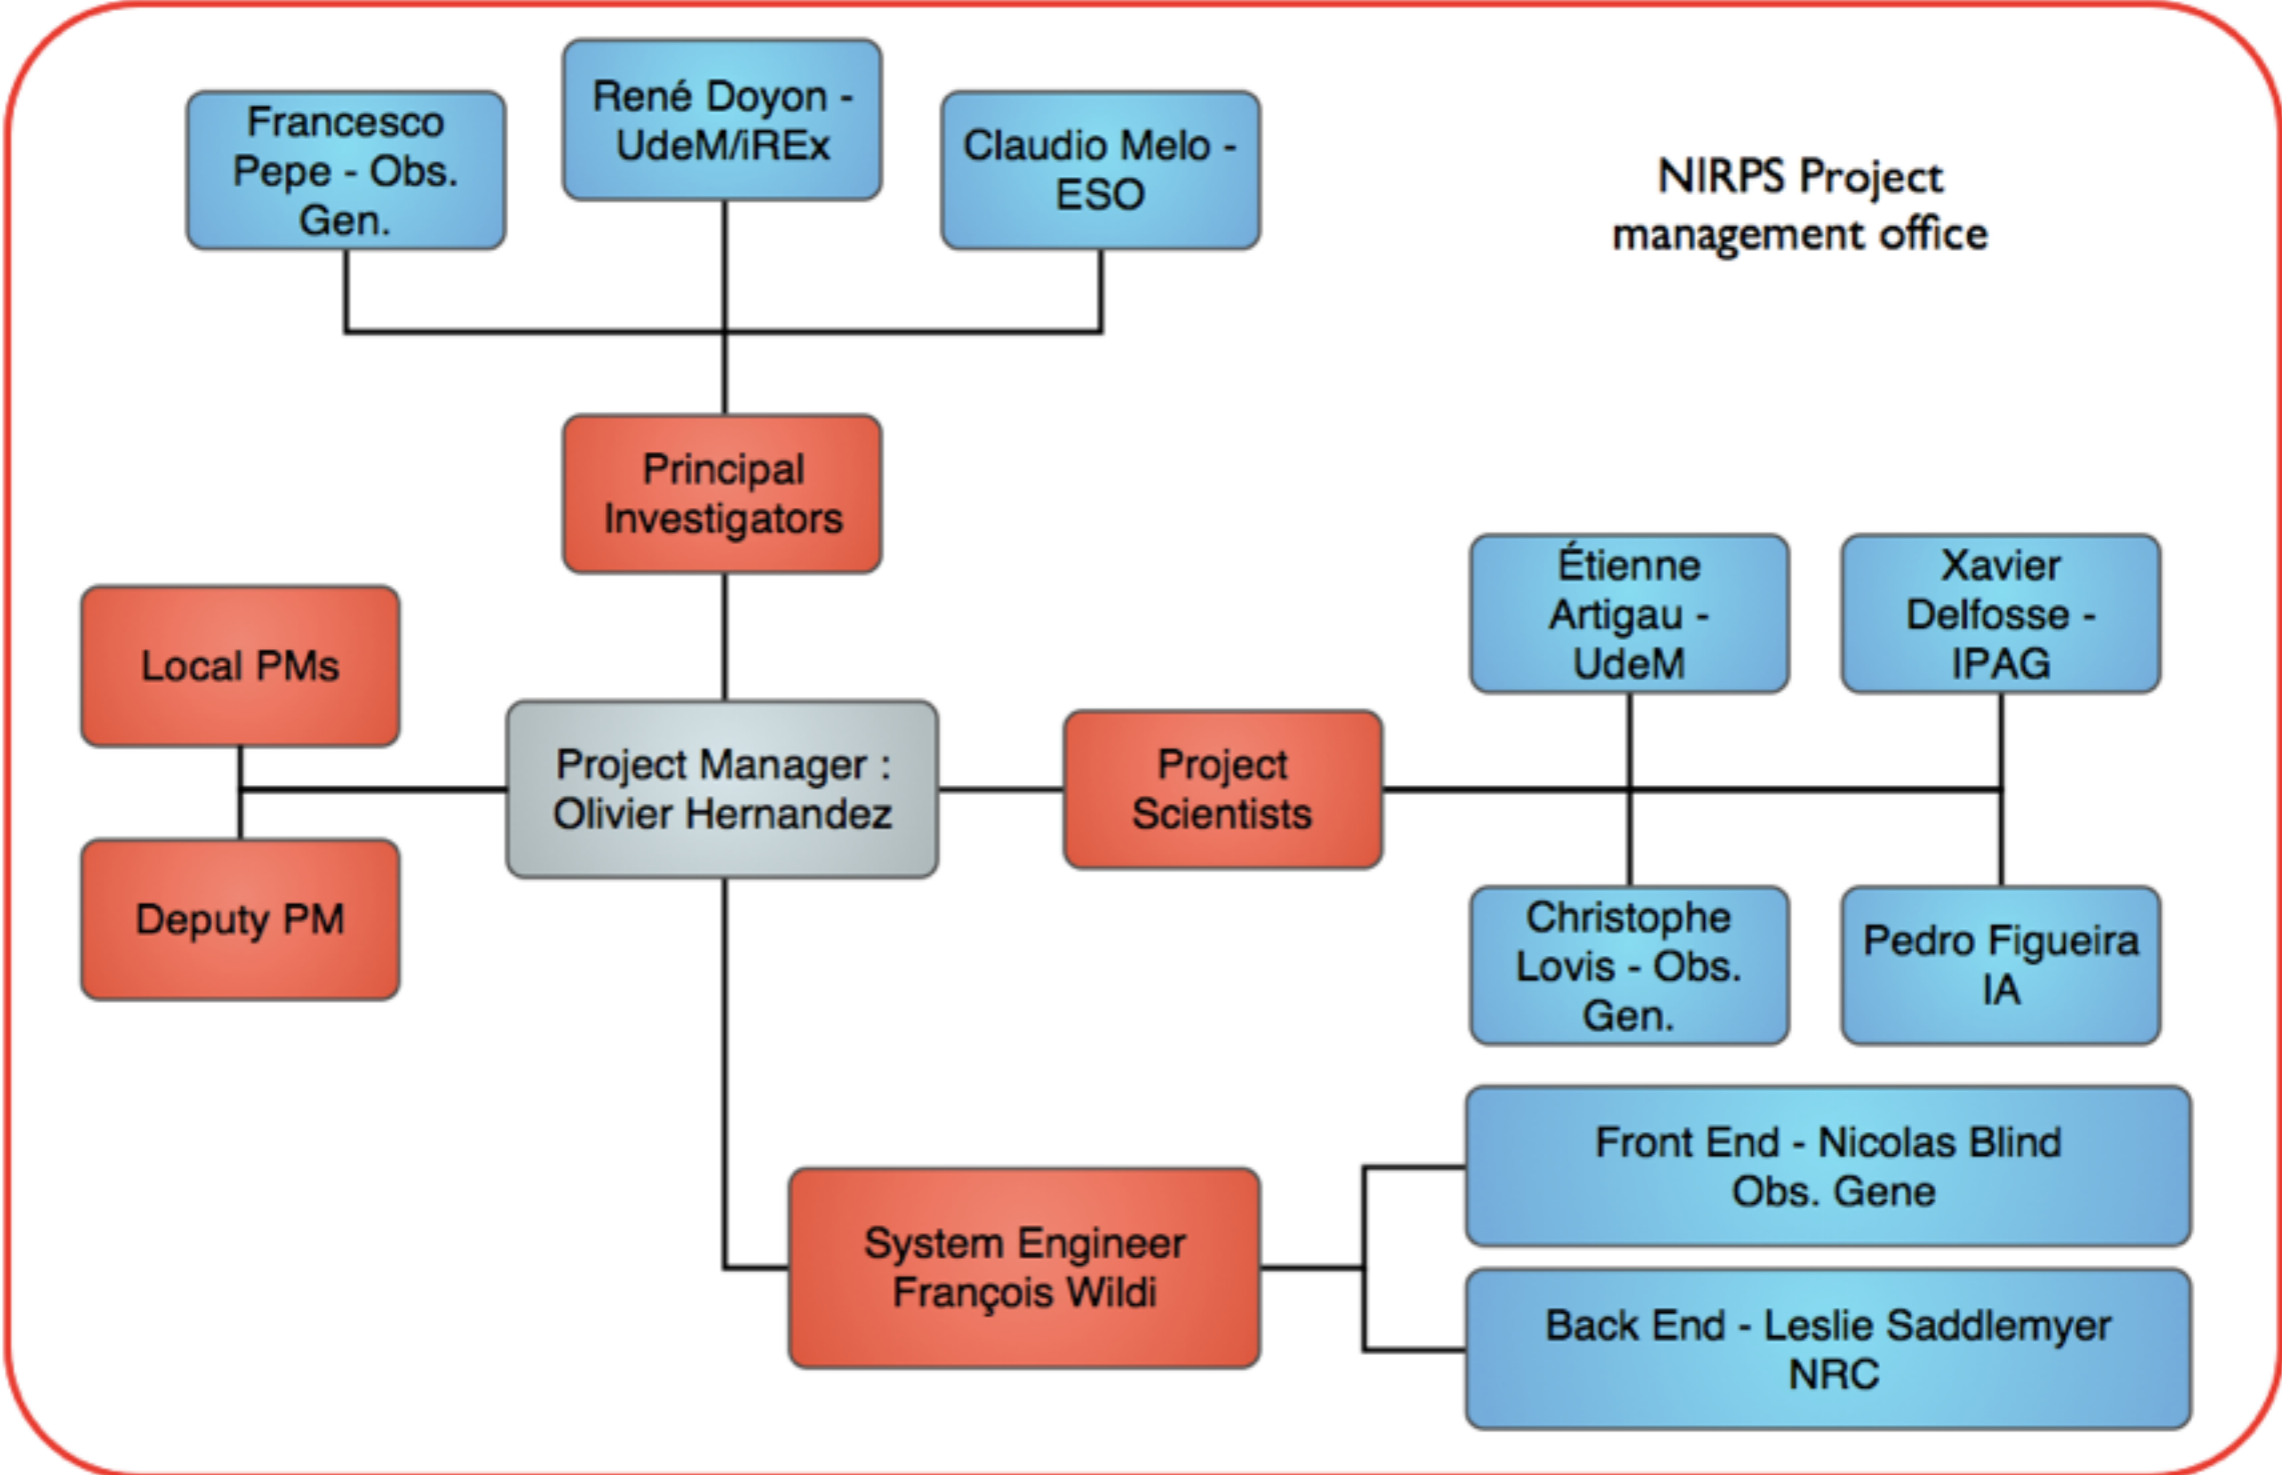 Francesco
Pepe - Obs.
Gen.
René Doyon -
UdeM/iREx
Claudio Melo -
ESO
NIRPS Project
management office
Principal
Investigators
Local PMs
Deputy PM
Project Manager :
Olivier Hernandez
Project
Scientists
Étienne
Artigau -
UdeM
Xavier
Delfosse -
IPAG
Christophe
Lovis - Obs.
Gen.
Pedro Figueira
IA
System Engineer
François Wildi
Front End - Nicolas Blind
Obs. Gene
Back End - Leslie Saddlemyer
NRC